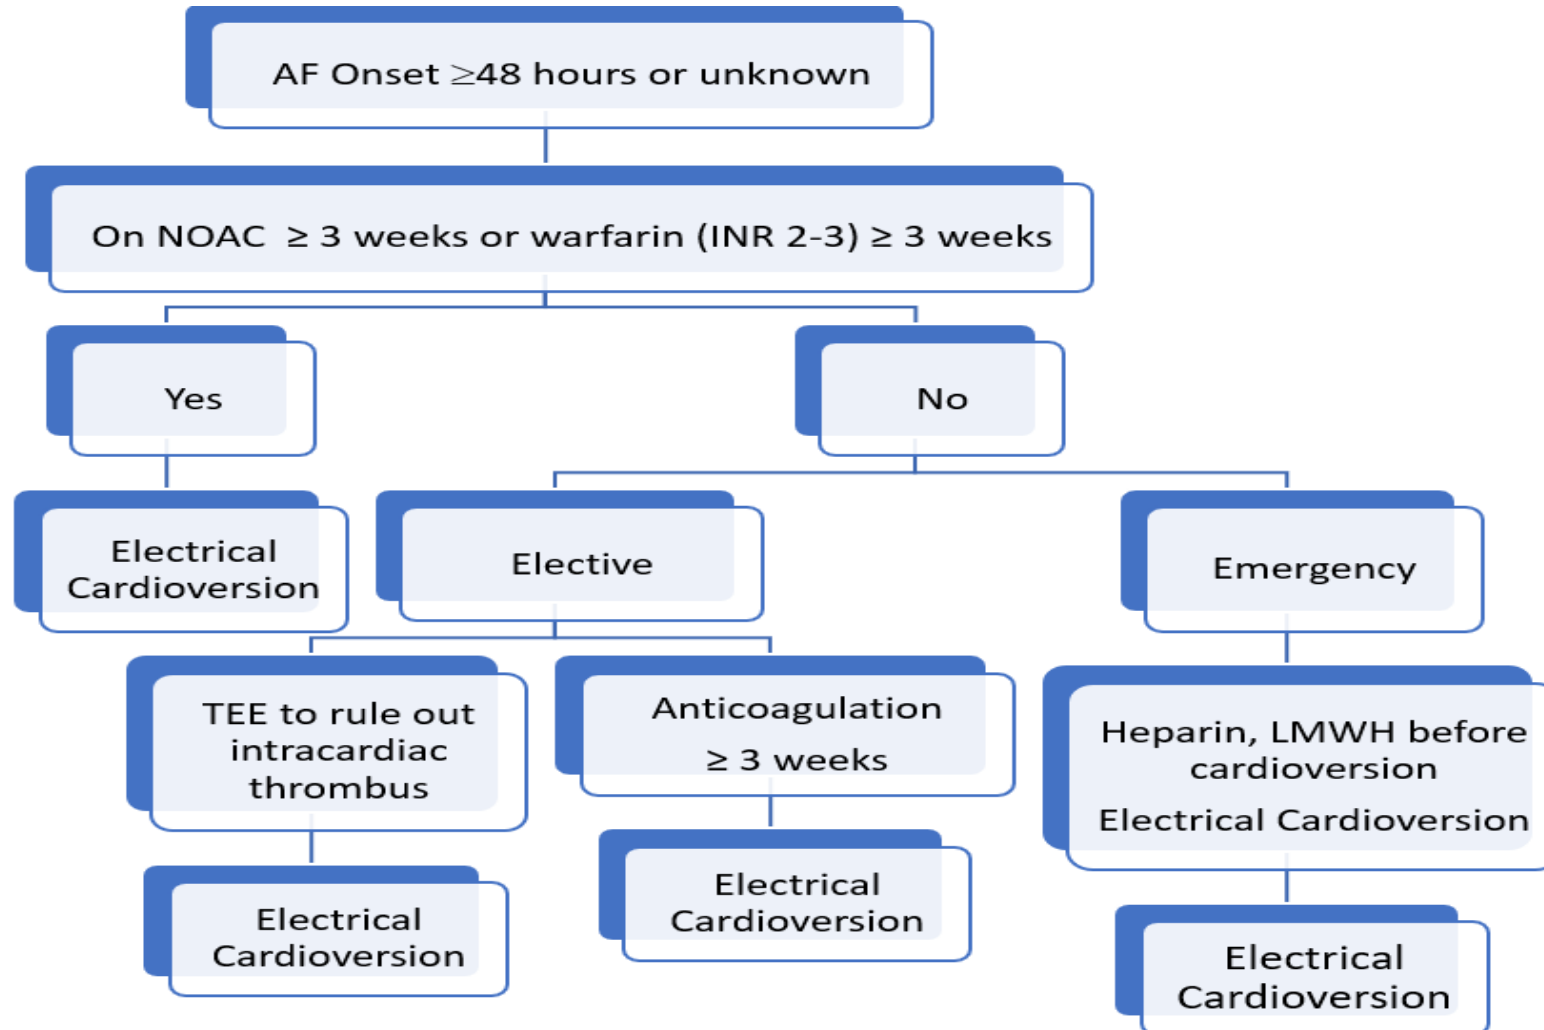 AF Onset ≥48 hours or unknown
On NOAC ≥ 3 weeks or warfarin (INR 2-3) ≥ 3 weeks
Yes
No
Electrical
Cardioversion
Elective
Emergency
TEE to rule out
intracardiac
thrombus
Anticoagulation
≥ 3 weeks
Heparin, LMWH before
cardioversion
Electrical Cardioversion
Electrical
Cardioversion
Electrical
Cardioversion
Electrical
Cardioversion